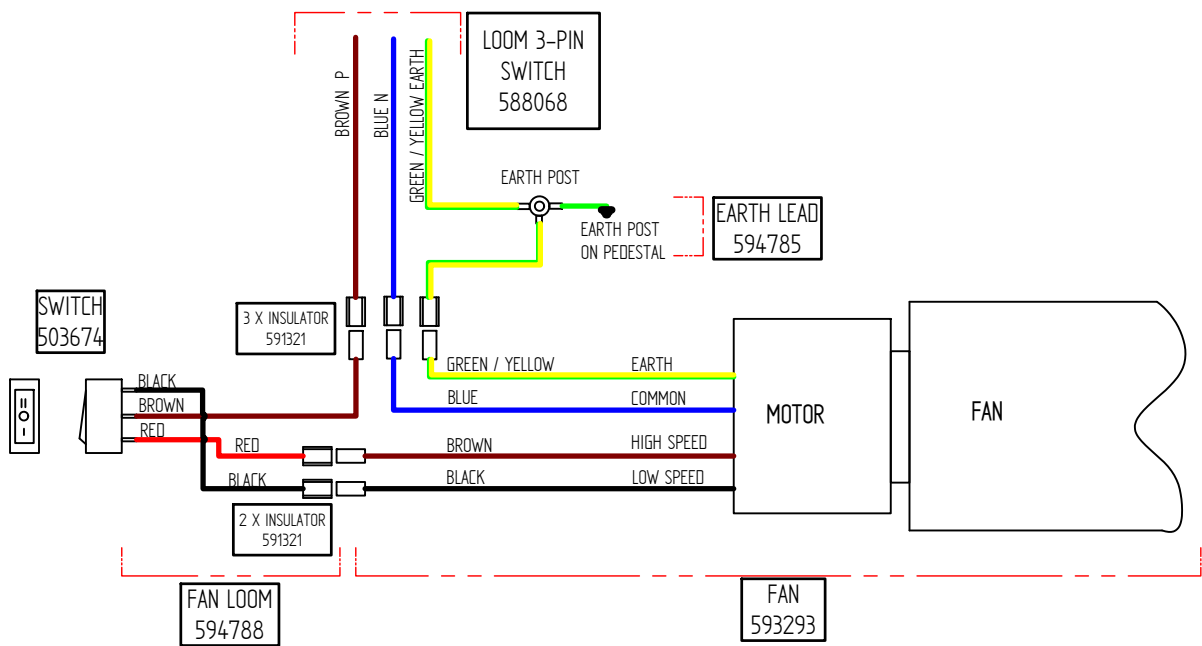 LOOM 3-PIN
SWITCH
588068
BROWN P
BLUE N
GREEN / YELLOW EARTH
EARTH POST
EARTH POST
ON PEDESTAL
EARTH LEAD
594785
SWITCH
503674
3 X INSULATOR
591321
BLACK
BROWN
RED
GREEN / YELLOW
EARTH
BLUE
COMMON
RED
BROWN
HIGH SPEED
BLACK
BLACK
LOW SPEED
MOTOR
FAN
- O =
2 X INSULATOR
591321
FAN LOOM
594788
FAN
593293